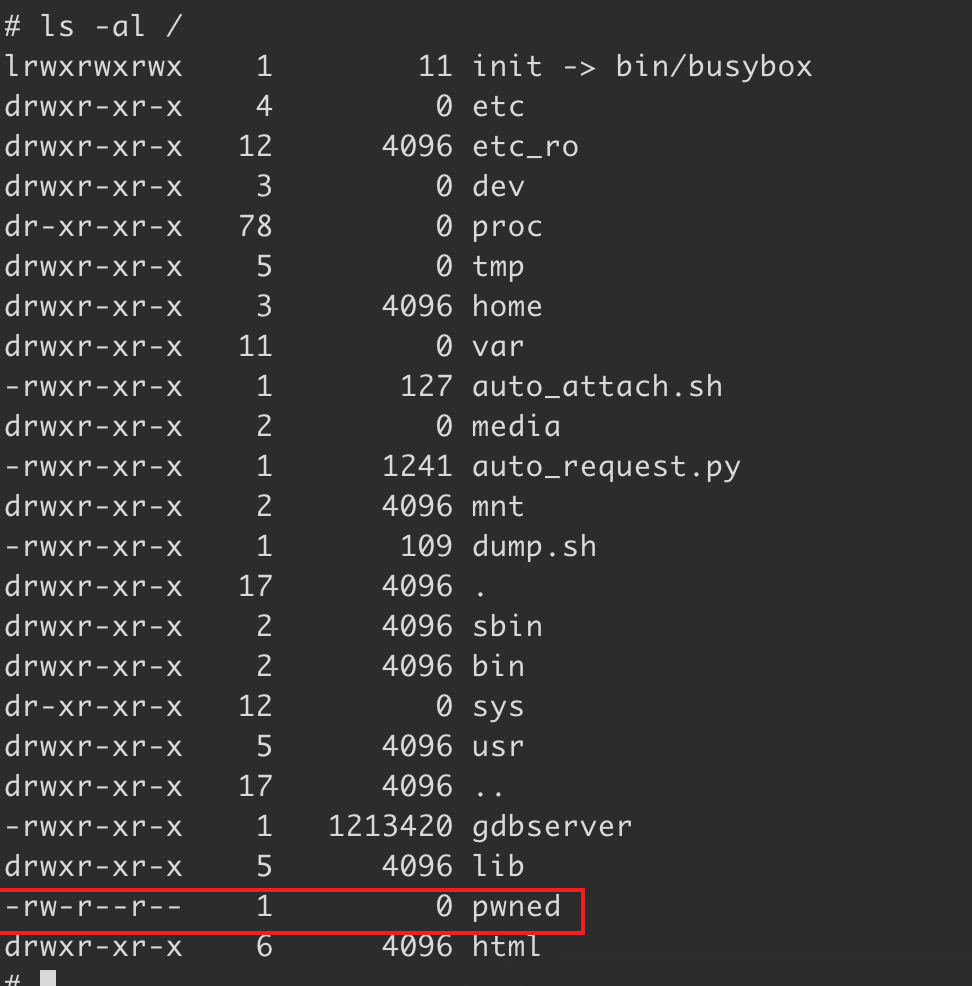 # ls -al /
lrwxrwxrwx 1 11 init -> bin/busybox
drwxr-xr-x 4 0 etc
drwxr-xr-x 12 4096 etc_ro
drwxr-xr-x 3 0 dev
dr-xr-xr-x 78 0 proc
drwxr-xr-x 5 0 tmp
drwxr-xr-x 3 4096 home
drwxr-xr-x 11 0 var
-rwxr-xr-x 1 127 auto_attach.sh
drwxr-xr-x 2 0 media
-rwxr-xr-x 1 1241 auto_request.py
drwxr-xr-x 2 4096 mnt
-rwxr-xr-x 1 109 dump.sh
drwxr-xr-x 17 4096 .
drwxr-xr-x 2 4096 sbin
drwxr-xr-x 2 4096 bin
dr-xr-xr-x 12 0 sys
drwxr-xr-x 5 4096 usr
drwxr-xr-x 17 4096 ..
-rwxr-xr-x 1 1213420 gdbserver
drwxr-xr-x 5 4096 lib
-rw-r--r-- 1 0 pwned
drwxr-xr-x 6 4096 html
#